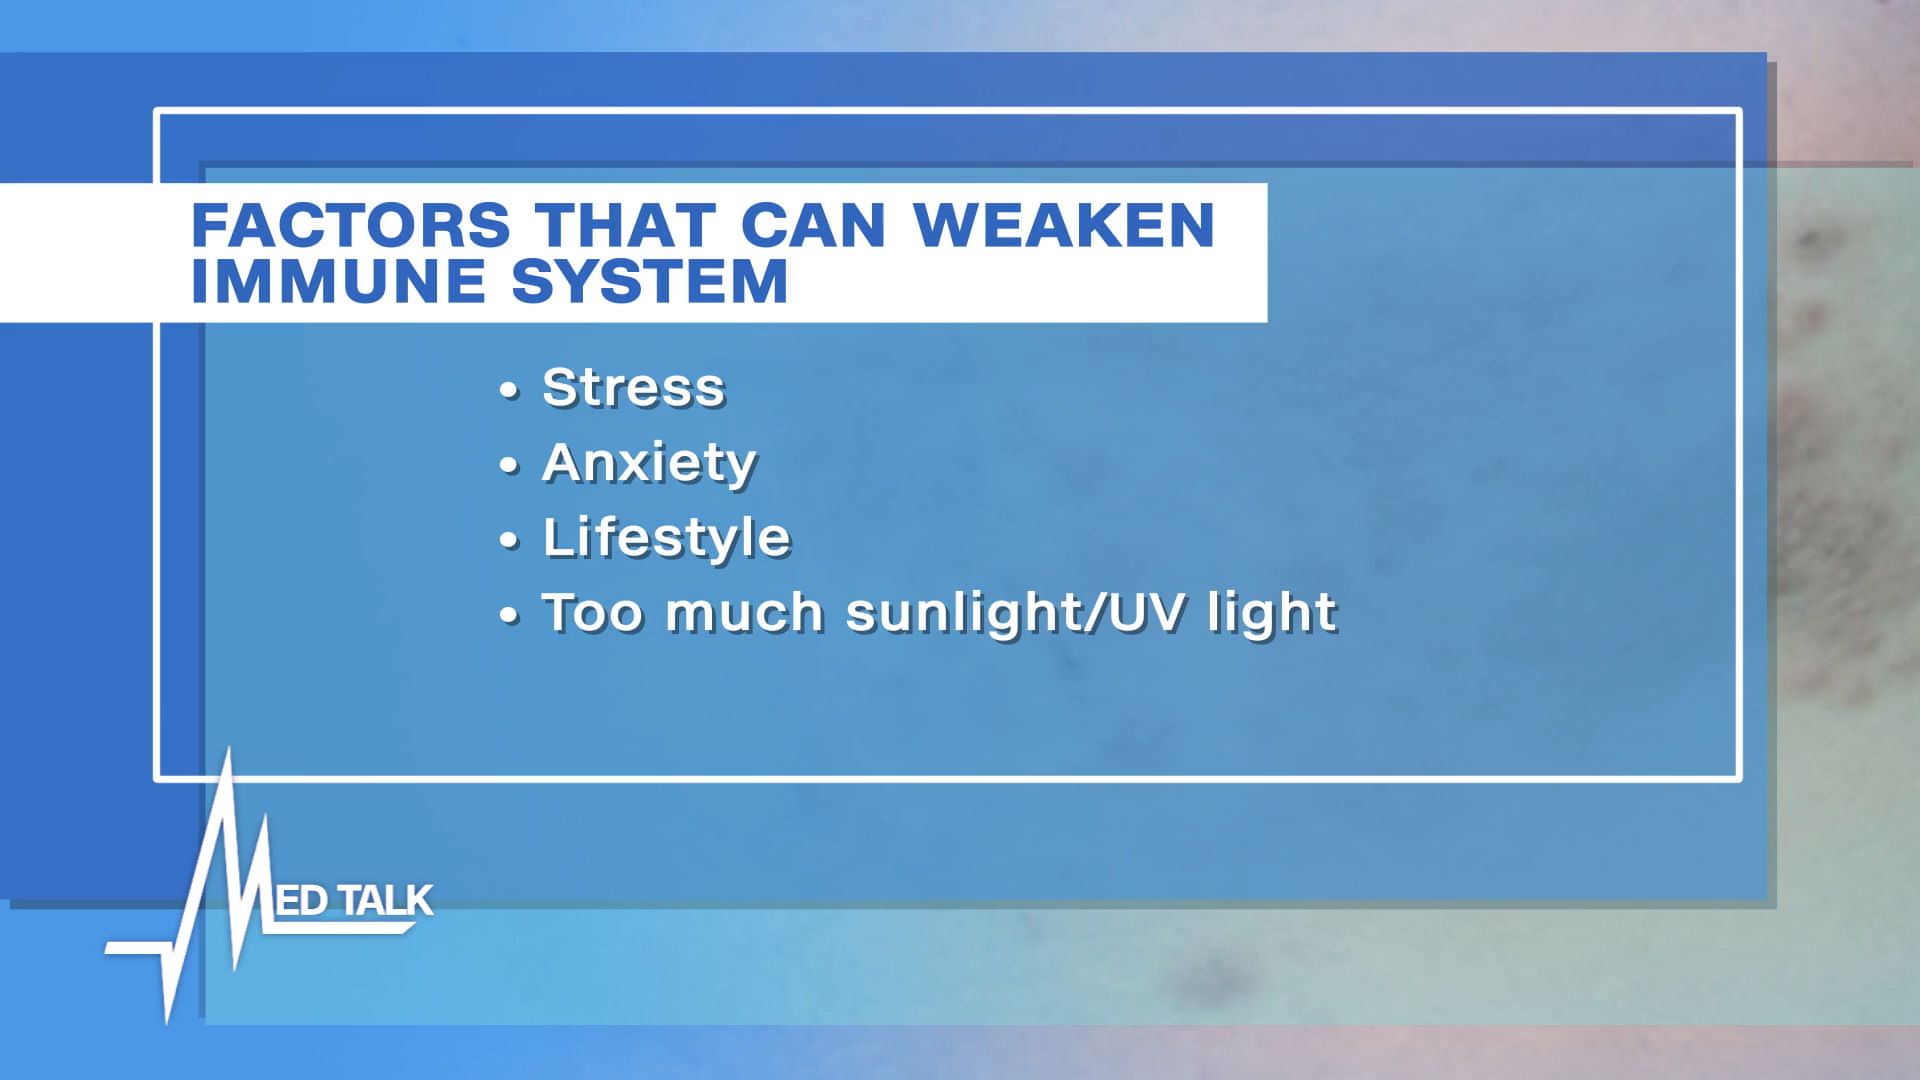 FACTORS THAT CAN WEAKEN
IMMUNE SYSTEM
• Stress
• Anxiety
• Lifestyle
• Too much sunlight/UV light
MED TALK